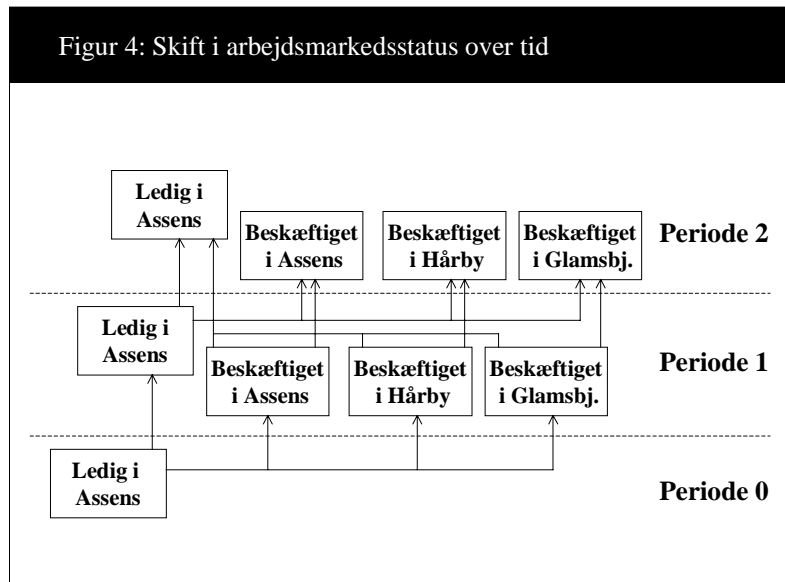 Figur 4: Skift i arbejdsmarkedsstatus over tid
Ledig i
Assens
Beskæftiget
i Assens
Beskæftiget
i Hårby
Beskæftiget
i Glamsbj.
Periode 2
Ledig i
Assens
Beskæftiget
i Assens
Beskæftiget
i Hårby
Beskæftiget
i Glamsbj.
Periode 1
Ledig i
Assens
Periode 0